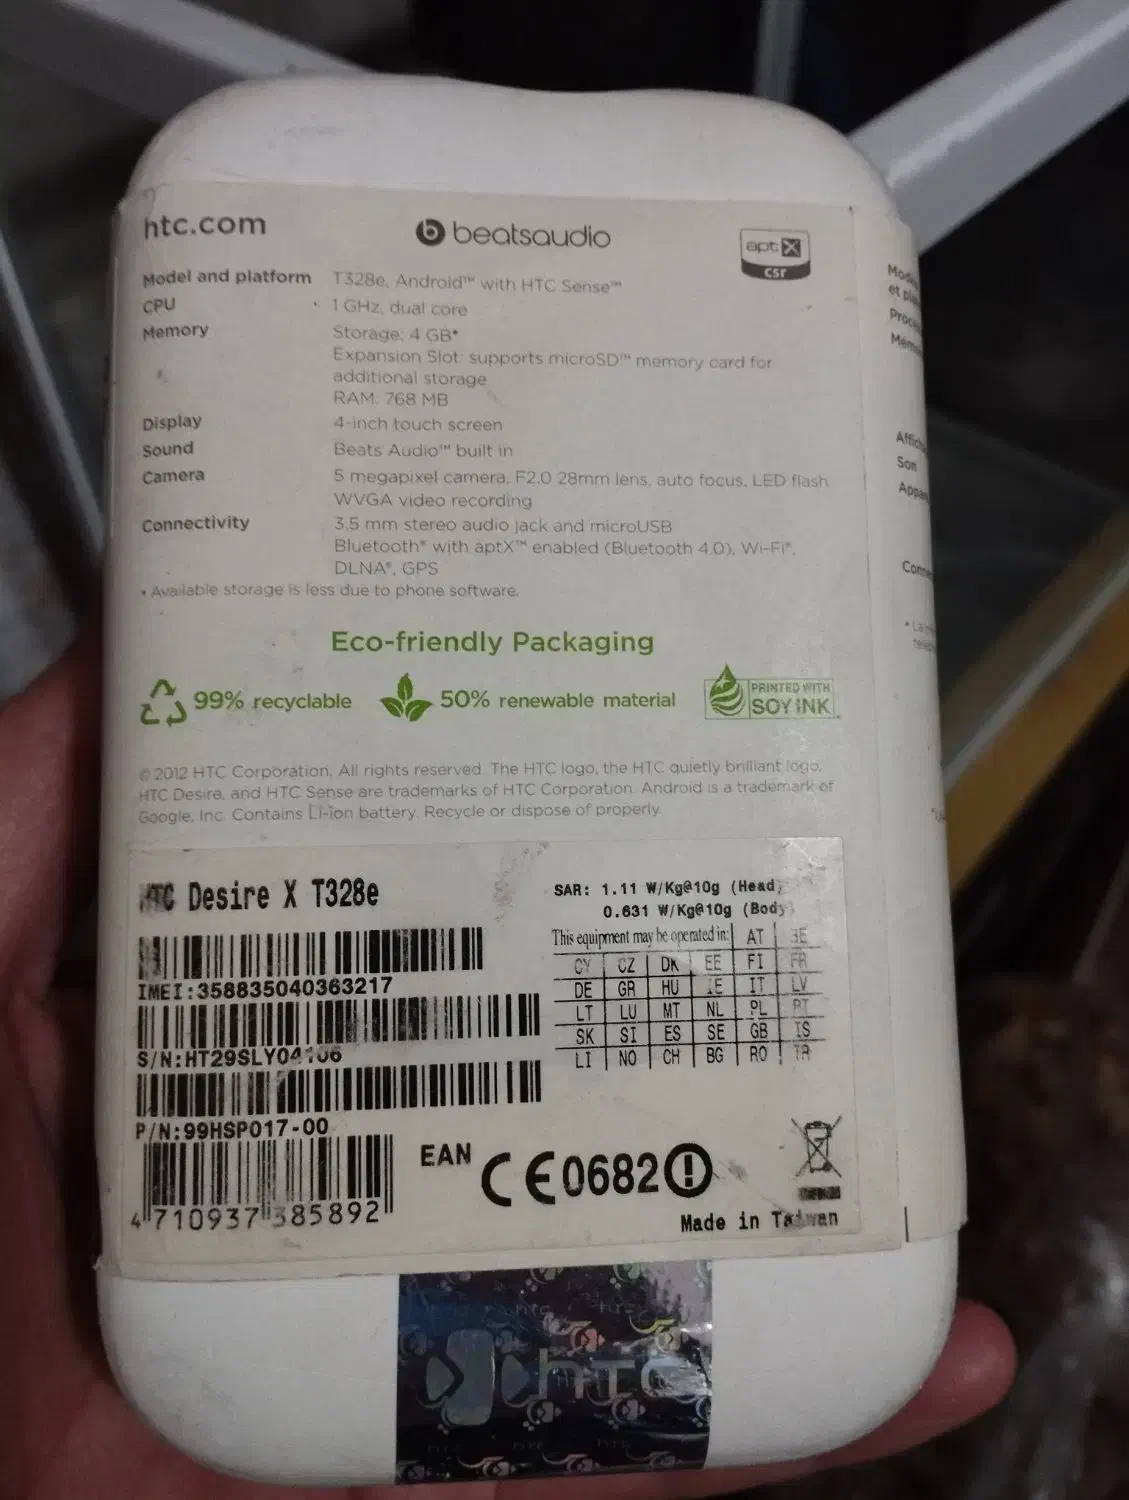 htc.com
beatsaudio
aptX
csr
Model and platform T328e, Android™ with HTC Sense™
CPU 1 GHz, dual core
Memory Storage: 4 GB*
Expansion Slot: supports microSD™ memory card for
additional storage
RAM: 768 MB
Display 4-inch touch screen
Sound Beats Audio™ built in
Camera 5 megapixel camera, F2.0 28mm lens, auto focus, LED flash
WVGA video recording
Connectivity 3.5 mm stereo audio jack and microUSB
Bluetooth® with aptX™ enabled (Bluetooth 4.0), Wi-Fi®,
DLNA®, GPS
* Available storage is less due to phone software.
Eco-friendly Packaging
99% recyclable
50% renewable material
PRINTED WITH
SOY INK
© 2012 HTC Corporation. All rights reserved. The HTC logo, the HTC quietly brilliant logo,
HTC Desire, and HTC Sense are trademarks of HTC Corporation. Android is a trademark of
Google, Inc. Contains Li-ion battery. Recycle or dispose of properly.
HTC Desire X T328e
IMEI:358835040363217
S/N:HT29SLY04106
P/N:99HSP017-00
4 710937 385892
EAN
SAR: 1.11 W/Kg@10g (Head)
0.631 W/Kg@10g (Body)
This equipment may be operated in: AT BE
CY CZ DK EE FI FR
DE GR HU IE IT LV
LT LU MT NL PL PT
SK SI ES SE GB IS
LI NO CH BG RO TR
CE0682
Made in Taiwan
et
Son
hTC